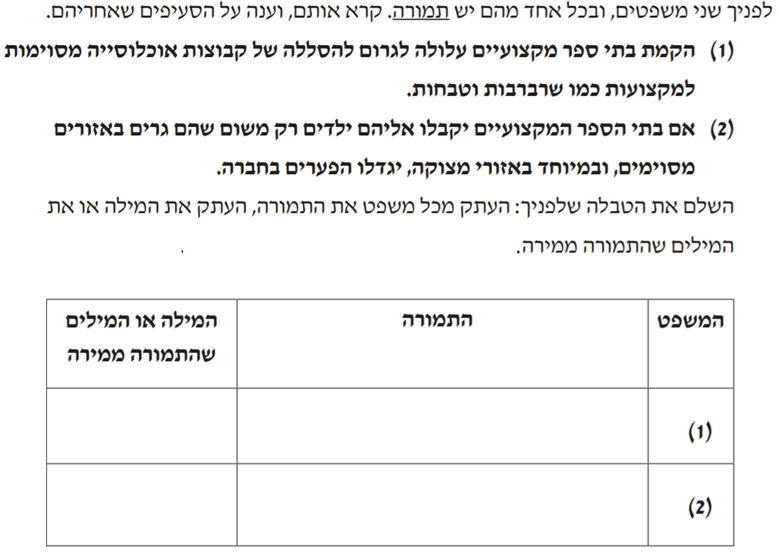 לפניך שני משפטים, ובכל אחד מהם יש תמורה. קרא אותם, וענה על הסעיפים שאחריהם.
(1) הקמת בתי ספר מקצועיים עלולה לגרום להסללה של קבוצות אוכלוסייה מסוימות
למקצועות כמו שרברבות וטבחות.
(2) אם בתי הספר המקצועיים יקבלו אליהם ילדים רק משום שהם גרים באזורים
מסוימים, ובמיוחד באזורי מצוקה, יגדלו הפערים בחברה.
השלם את הטבלה שלפניך: העתק מכל משפט את התמורה, העתק את המילה או את
המילים שהתמורה ממירה.
המשפט התמורה המילה או המילים
שהתמורה ממירה
(1)
(2)